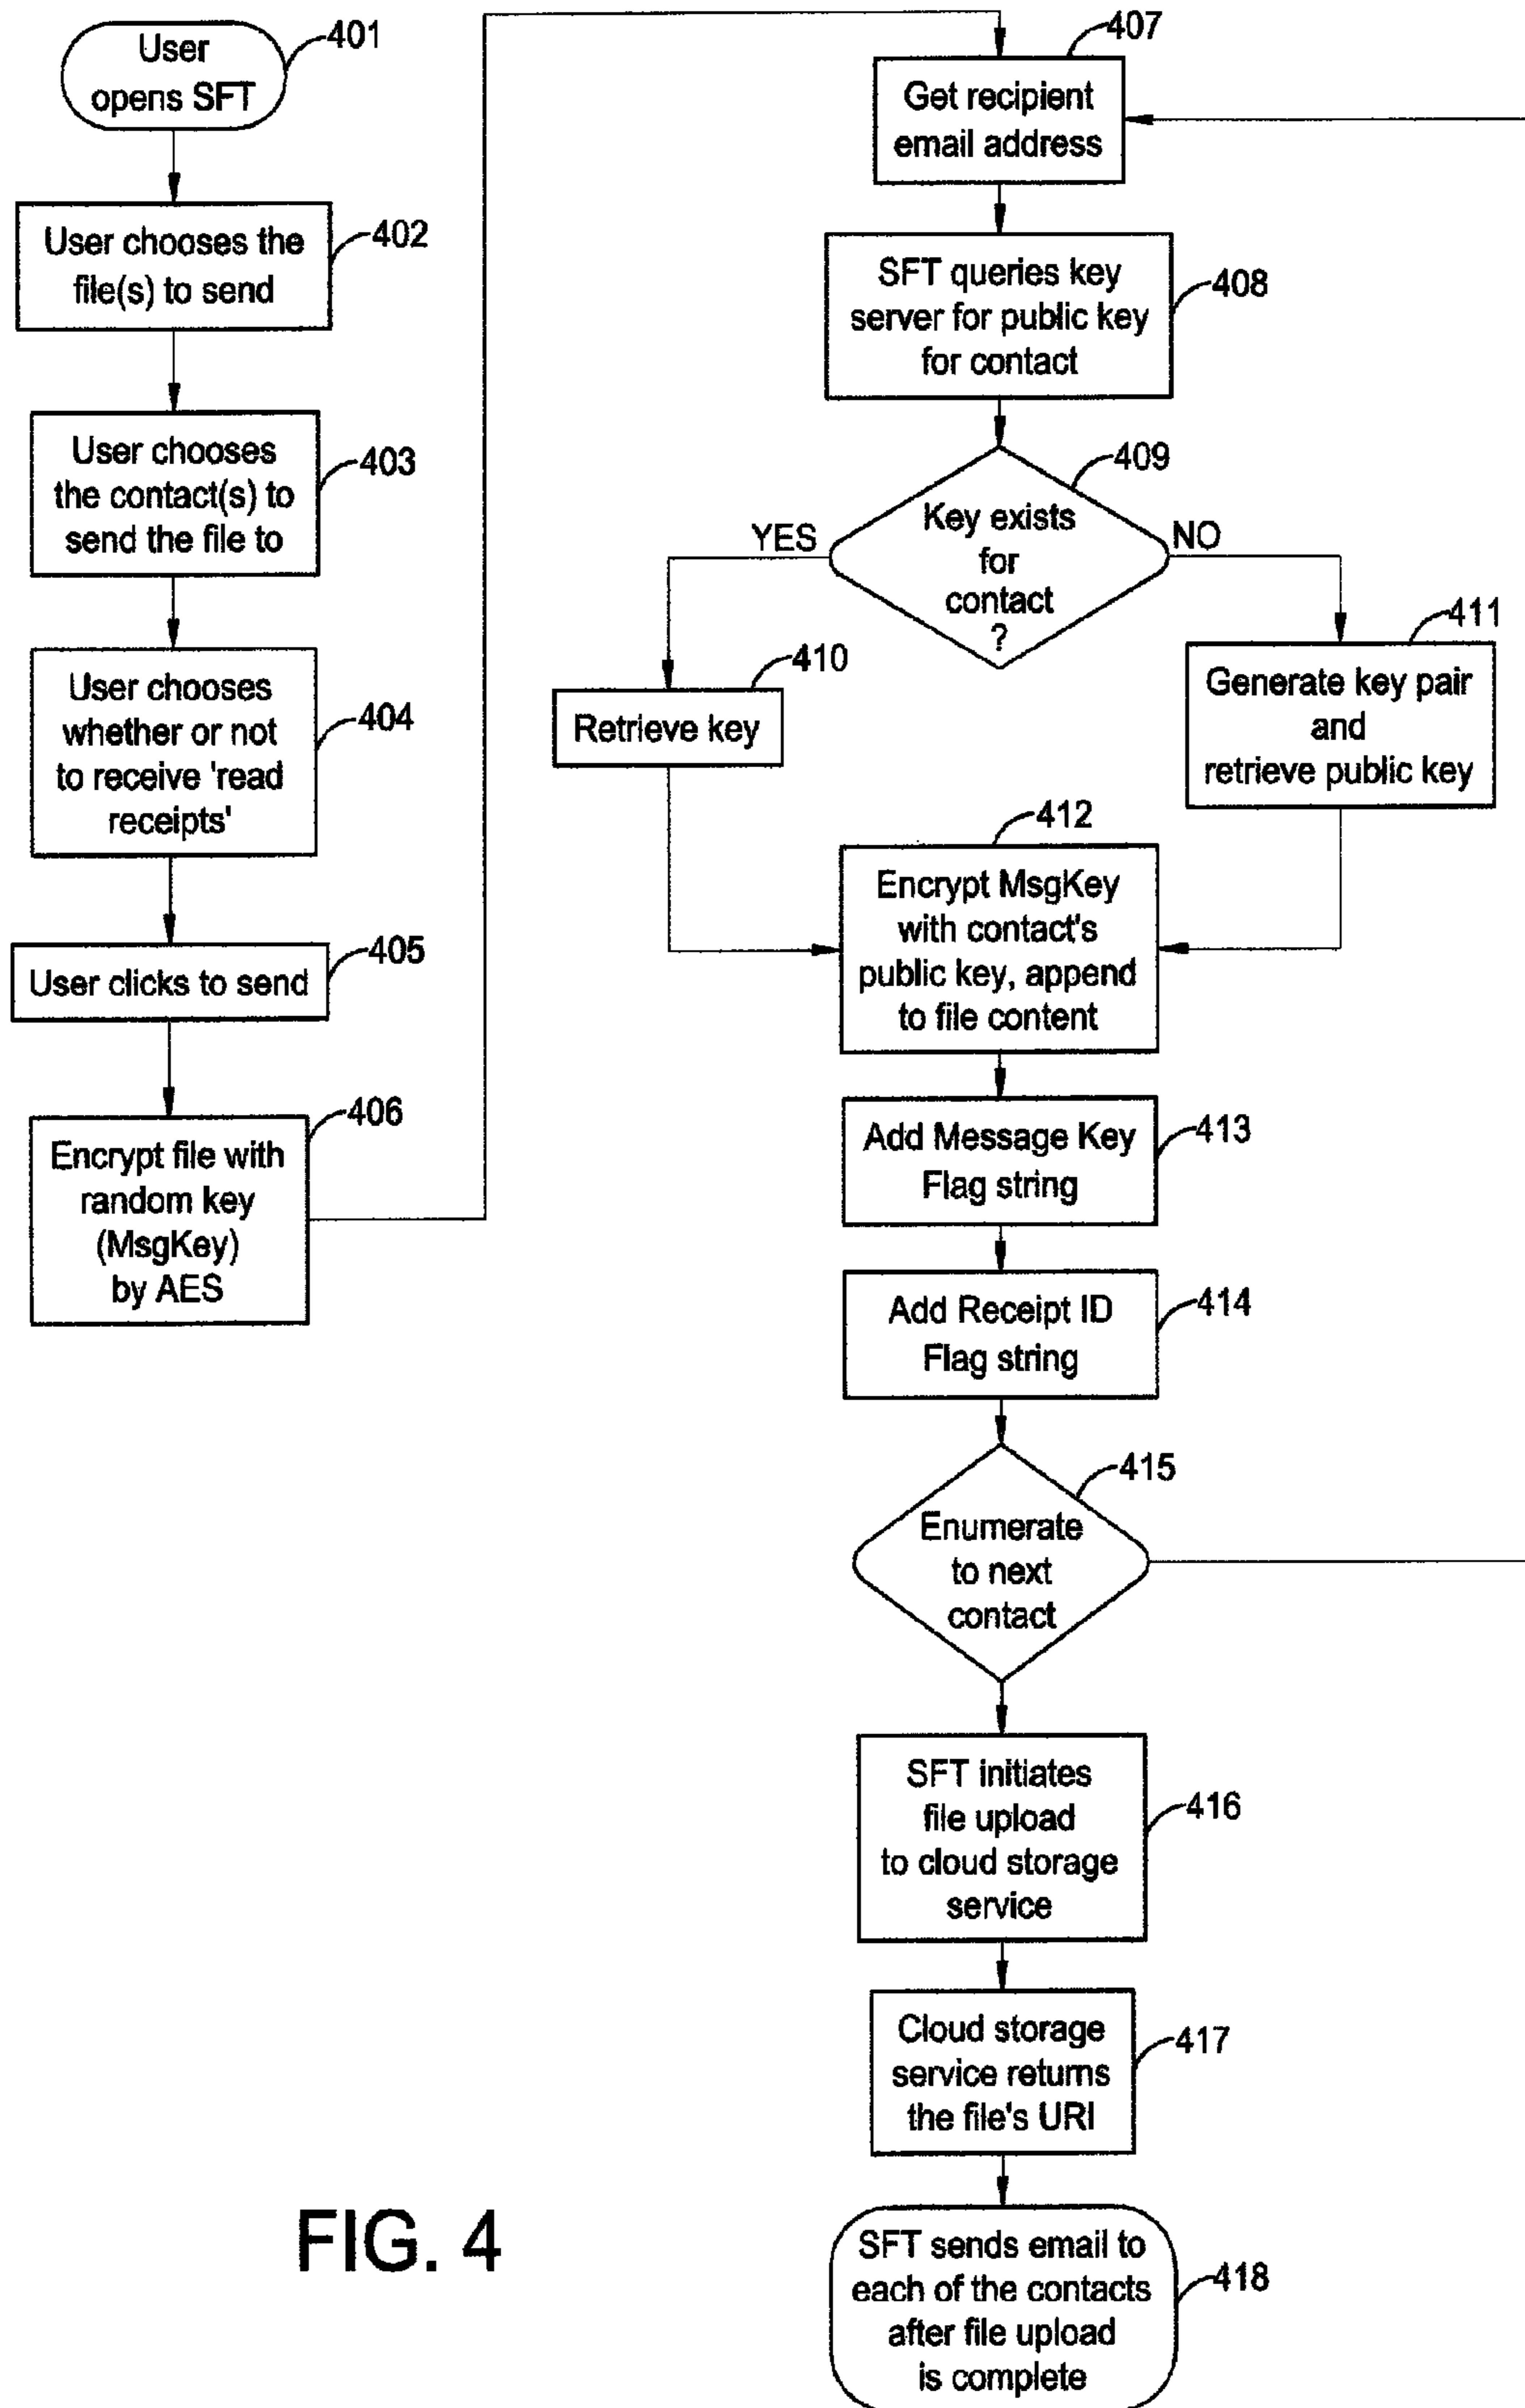 User
opens SFT
401
User chooses the
file(s) to send
402
User chooses
the contact(s) to
send the file to
403
User chooses
whether or not
to receive 'read
receipts'
404
User clicks to send
405
Encrypt file with
random key
(MsgKey)
by AES
406
Get recipient
email address
407
SFT queries key
server for public key
for contact
408
Key exists
for
contact
?
409
YES
NO
Retrieve key
410
Generate key pair
and
retrieve public key
411
Encrypt MsgKey
with contact's
public key, append
to file content
412
Add Message Key
Flag string
413
Add Receipt ID
Flag string
414
Enumerate
to next
contact
415
SFT initiates
file upload
to cloud storage
service
416
Cloud storage
service returns
the file's URI
417
SFT sends email to
each of the contacts
after file upload
is complete
418
FIG. 4